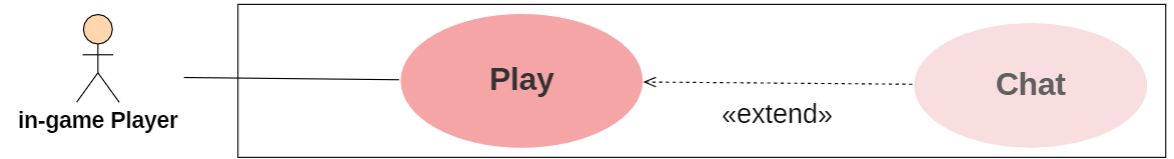 Play
Chat
«extend»
in-game Player